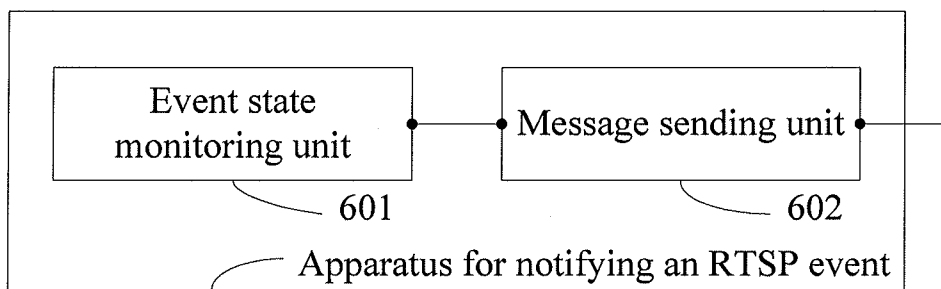 Event state
monitoring unit
Message sending unit
601
602
Apparatus for notifying an RTSP event